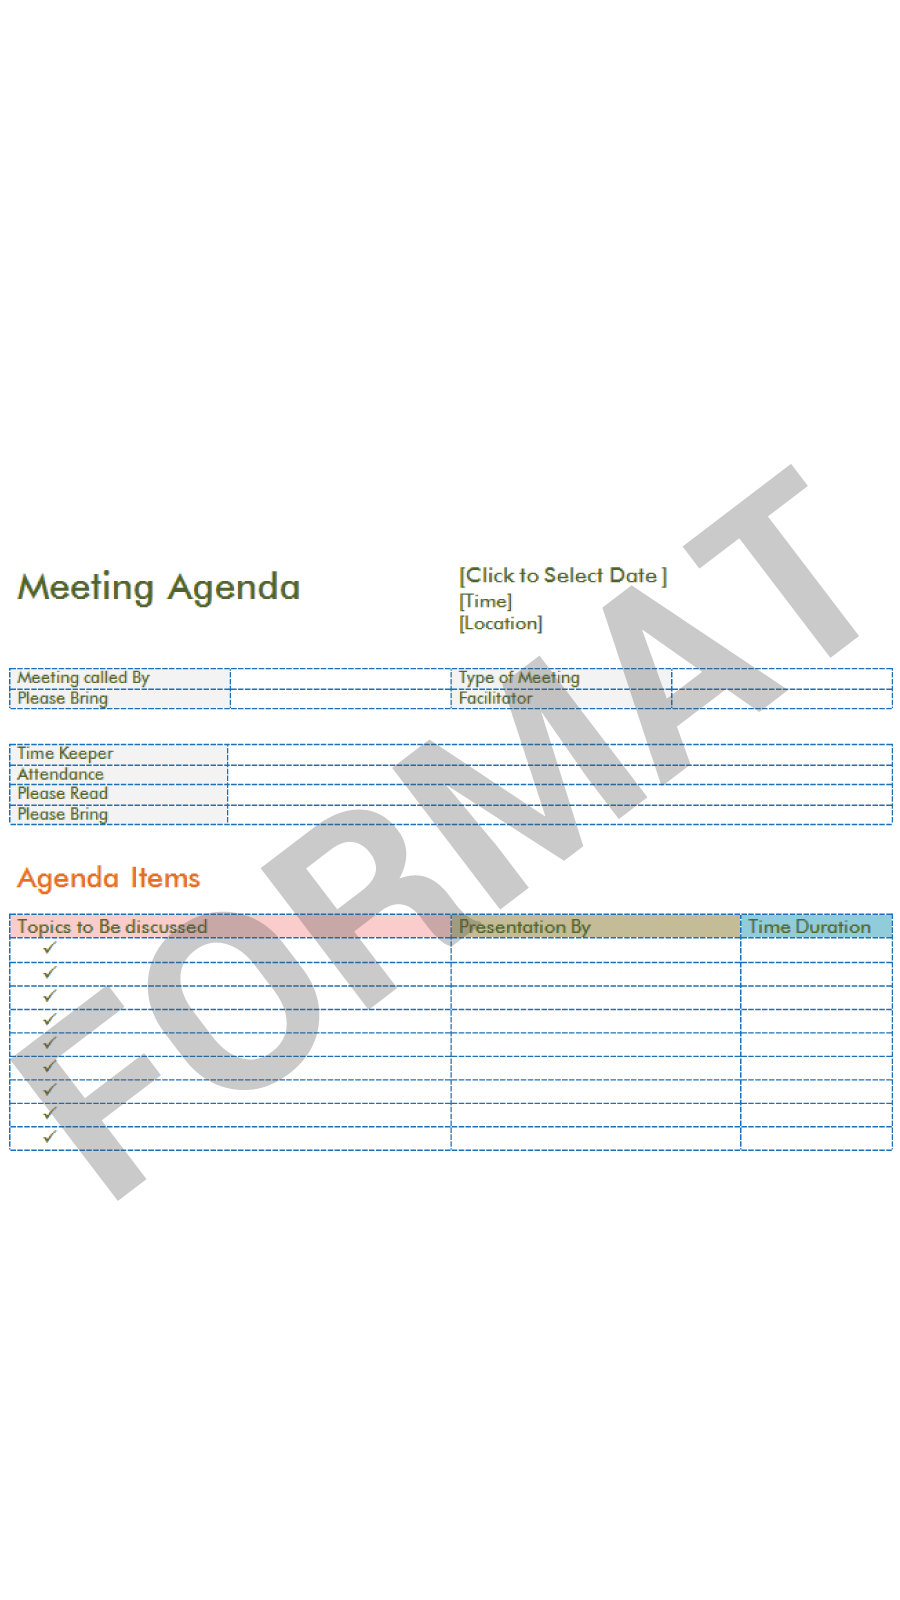 Meeting Agenda
[Click to Select Date ]
[Time]
[Location]
Meeting called By
Type of Meeting
Please Bring
Facilitator
Time Keeper
Attendance
Please Read
Please Bring
Agenda Items
Topics to Be discussed
Presentation By
Time Duration
✓
✓
✓
✓
✓
✓
✓
✓
✓
FORMAT